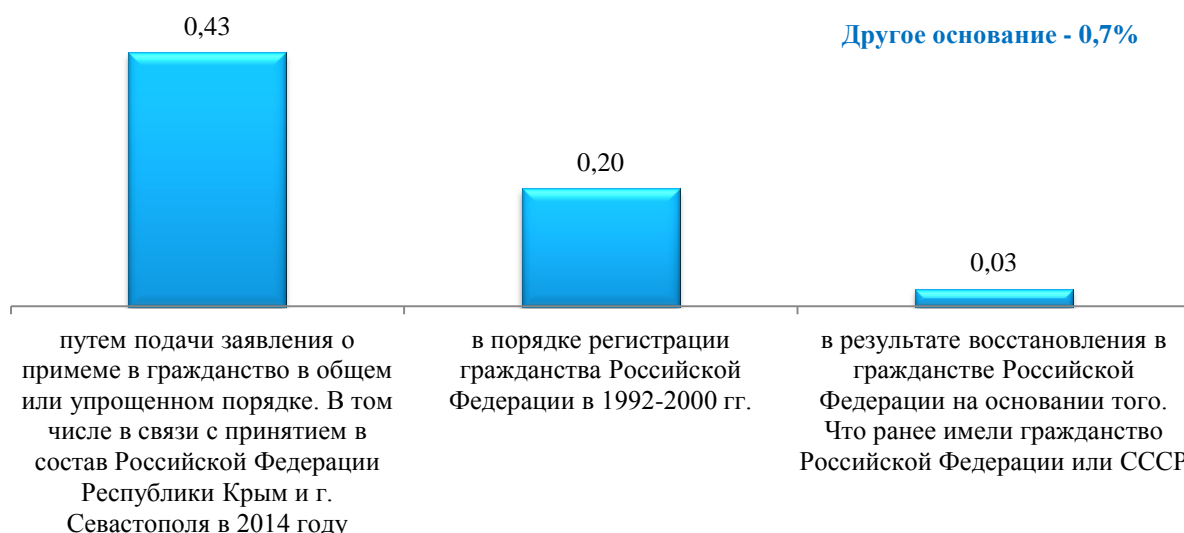 0,43
Другое основание - 0,7%
0,20
0,03
путем подачи заявления о
примеме в гражданство в общем
или упрощенном порядке. В том
числе в связи с принятием в
состав Российской Федерации
Республики Крым и г.
Севастополя в 2014 году
в порядке регистрации
гражданства Российской
Федерации в 1992-2000 гг.
в результате восстановления в
гражданстве Российской
Федерации на основании того.
Что ранее имели гражданство
Российской Федерации или СССР